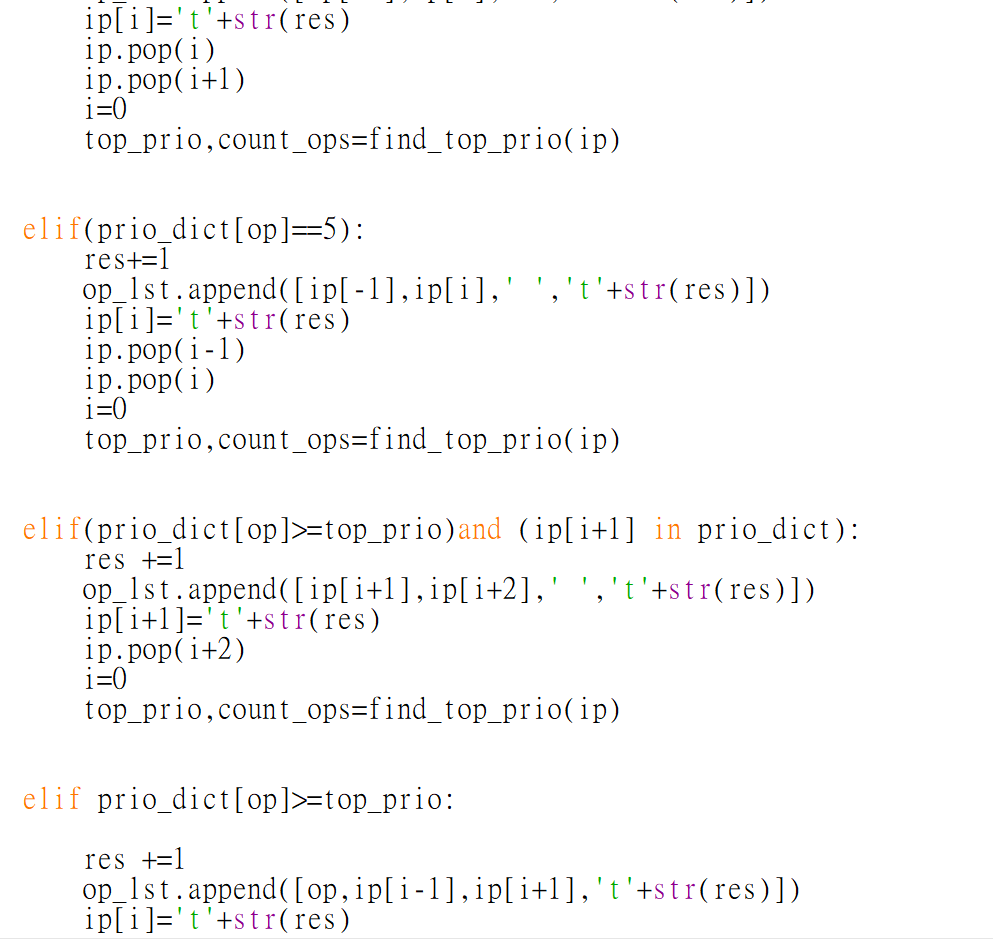 ip[i]='t'+str(res)
ip.pop(i)
ip.pop(i+1)
i=0
top_prio,count_ops=find_top_prio(ip)
elif(prio_dict[op]==5):
res+=1
op_lst.append([ip[-1],ip[i],' ','t'+str(res)])
ip[i]='t'+str(res)
ip.pop(i-1)
ip.pop(i)
i=0
top_prio,count_ops=find_top_prio(ip)
elif(prio_dict[op]>=top_prio)and (ip[i+1] in prio_dict):
res +=1
op_lst.append([ip[i+1],ip[i+2],' ','t'+str(res)])
ip[i+1]='t'+str(res)
ip.pop(i+2)
i=0
top_prio,count_ops=find_top_prio(ip)
elif prio_dict[op]>=top_prio:
res +=1
op_lst.append([op,ip[i-1],ip[i+1],'t'+str(res)])
ip[i]='t'+str(res)